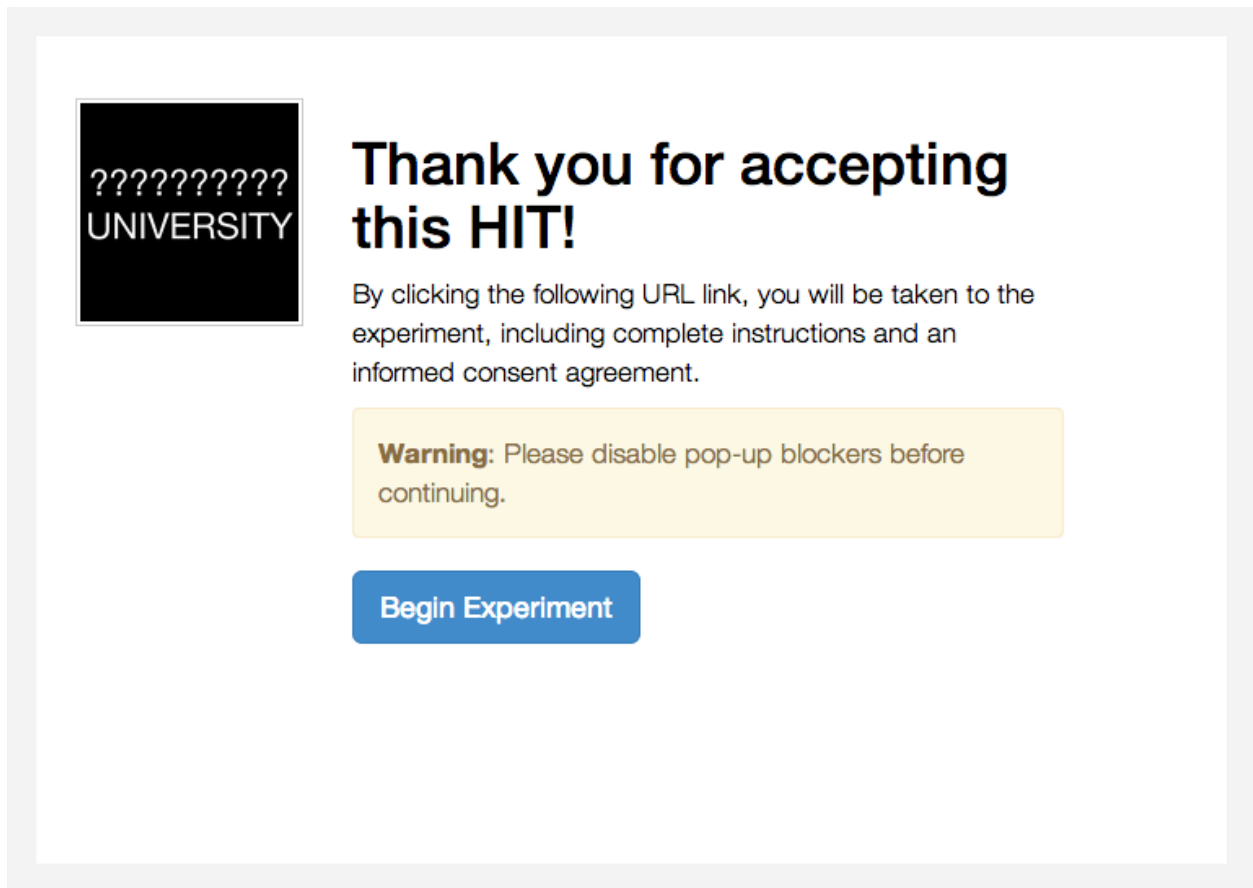 ??????????
UNIVERSITY
Thank you for accepting
this HIT!
By clicking the following URL link, you will be taken to the
experiment, including complete instructions and an
informed consent agreement.
Warning: Please disable pop-up blockers before
continuing.
Begin Experiment